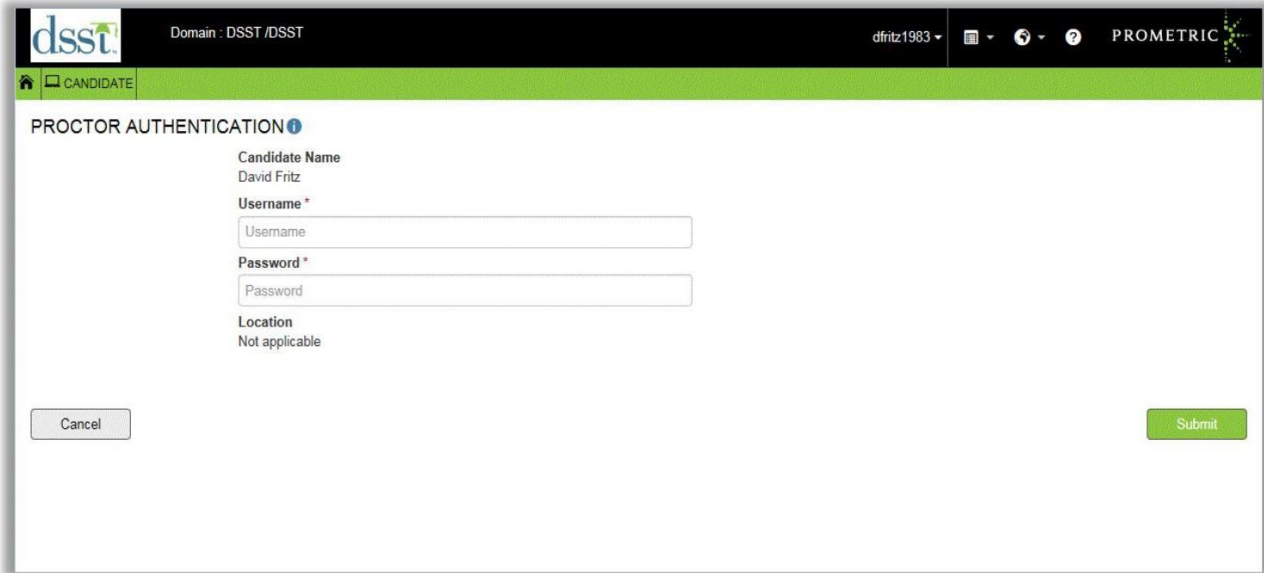 dsst
Domain : DSST /DSST
dfritz1983
PROMETRIC
CANDIDATE
PROCTOR AUTHENTICATION
Candidate Name
David Fritz
Username *
Username
Password *
Password
Location
Not applicable
Cancel
Submit